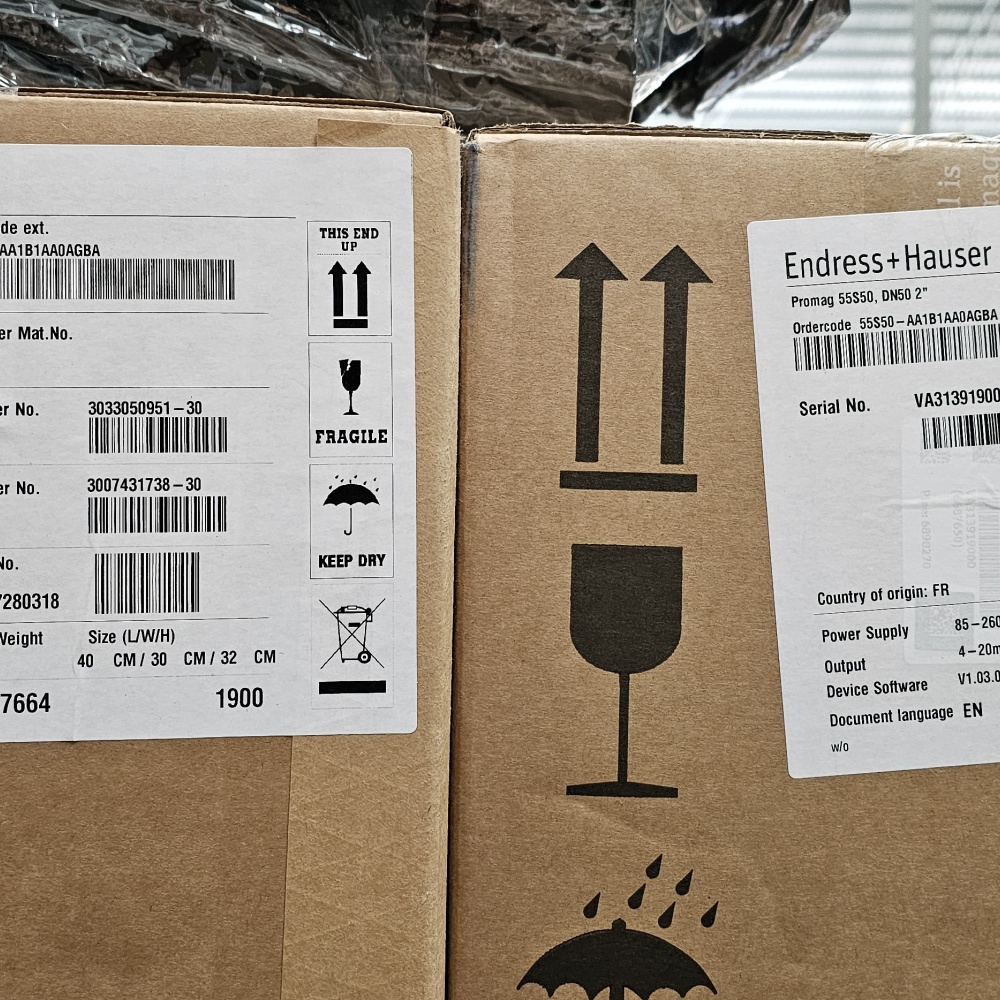 de ext.
AA1B1AA0AGBA
er Mat.No.
er No. 3033050951-30
er No. 3007431738-30
No.
7280318
Weight Size (L/W/H)
40 CM / 30 CM / 32 CM
7664 1900
THIS END
UP
FRAGILE
KEEP DRY
l is
Endress+Hauser
Promag 55S50, DN50 2"
Ordercode 55S50-AA1B1AA0AGBA
Serial No. VA31391900
Country of origin: FR
Power Supply 85-260
Output 4-20m
Device Software V1.03.0
Document language EN
w/o